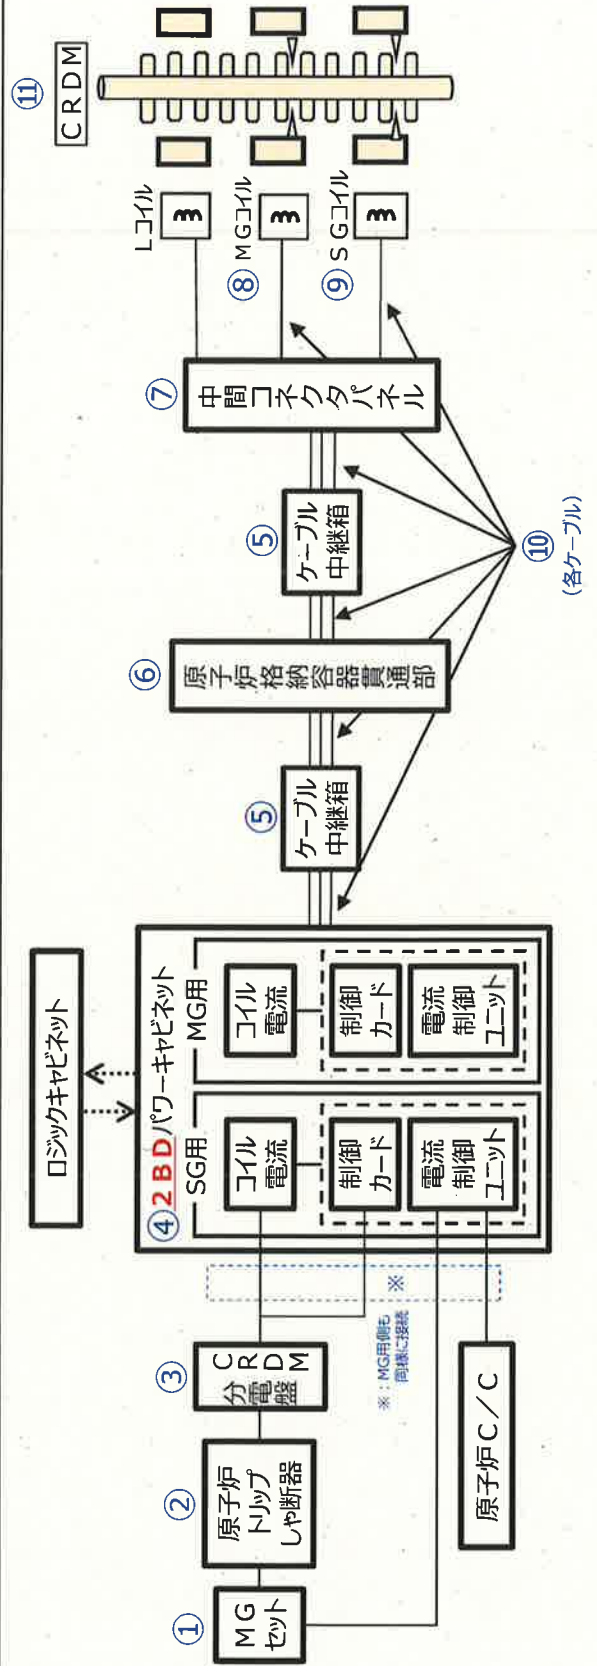 ① MG
セット
② 原子炉
トリップ
しゃ断器
③ CRDM
分電盤
※：MG用側も
同様に接続
※
原子炉C／C
ロジックキャビネット
④2BDパワーキャビネット
SG用
コイル
電流
制御
カード
電流
制御
ユニット
MG用
コイル
電流
制御
カード
電流
制御
ユニット
⑤
ケーブル
中継箱
⑥
原子炉格納容器貫通部
⑤
ケーブル
中継箱
⑦
中間コネクタパネル
⑩
(各ケーブル)
Lコイル
⑧ MGコイル
⑨ SGコイル
⑪ CRDM